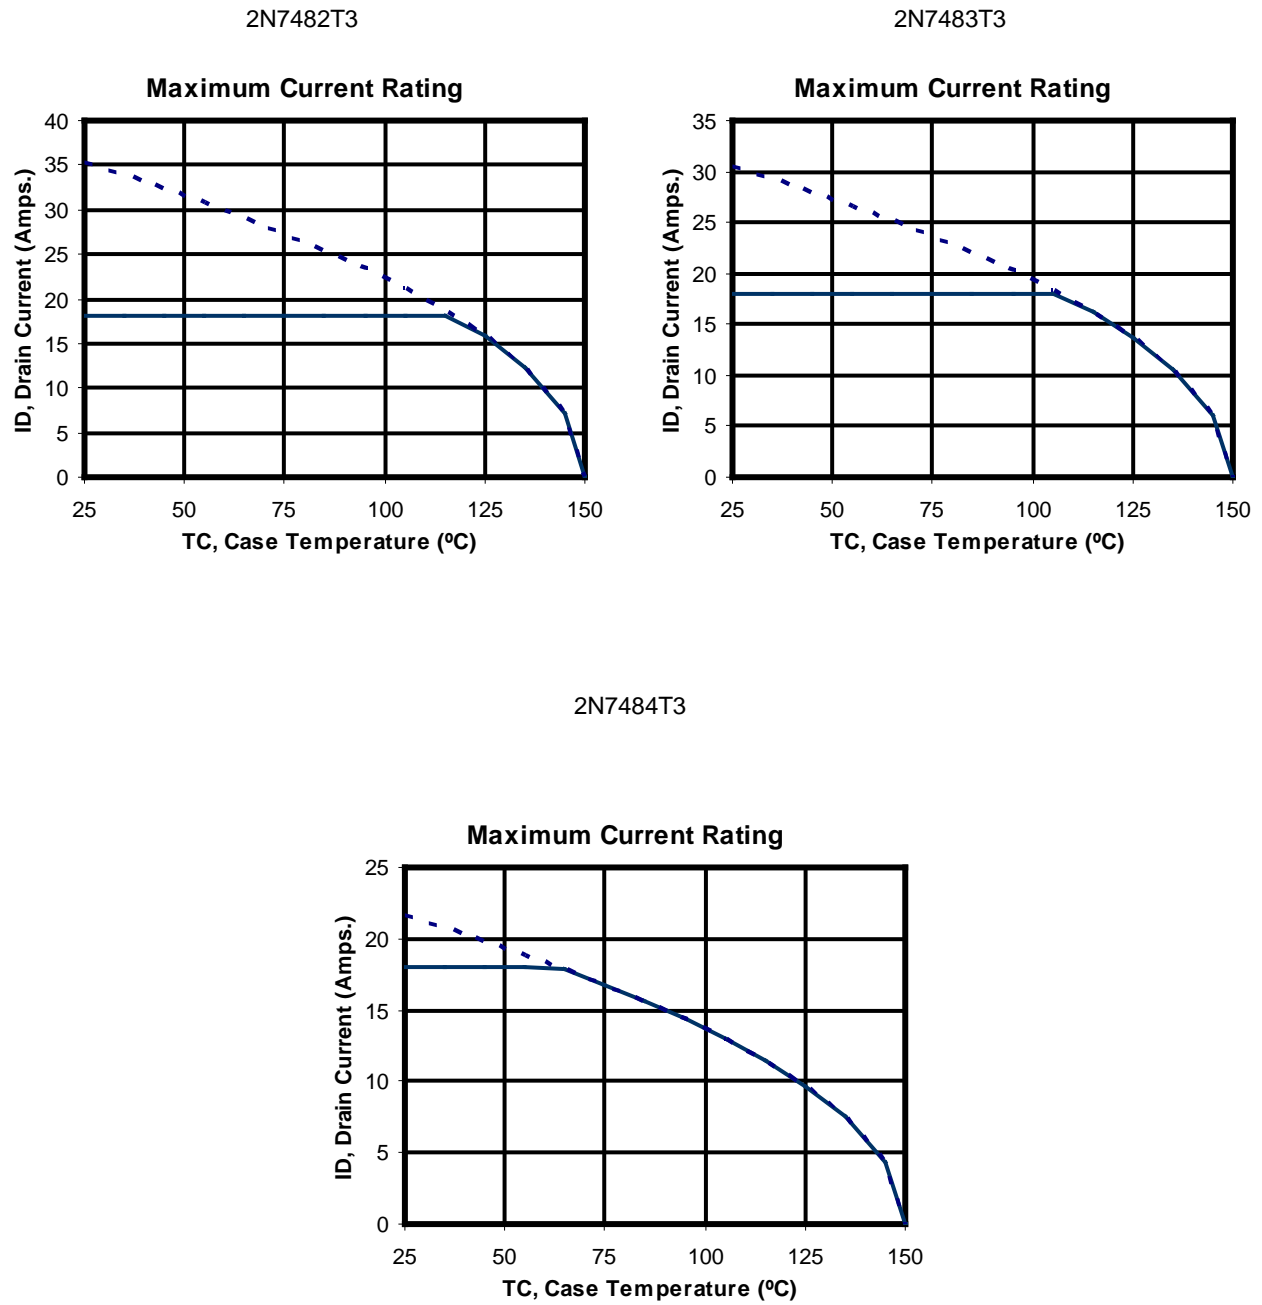 2N7482T3
2N7483T3
Maximum Current Rating
40
35
30
25
20
15
10
5
0
ID, Drain Current (Amps.)
25 50 75 100 125 150
TC, Case Temperature (ºC)
Maximum Current Rating
35
30
25
20
15
10
5
0
ID, Drain Current (Amps.)
25 50 75 100 125 150
TC, Case Temperature (ºC)
2N7484T3
Maximum Current Rating
25
20
15
10
5
0
ID, Drain Current (Amps.)
25 50 75 100 125 150
TC, Case Temperature (ºC)